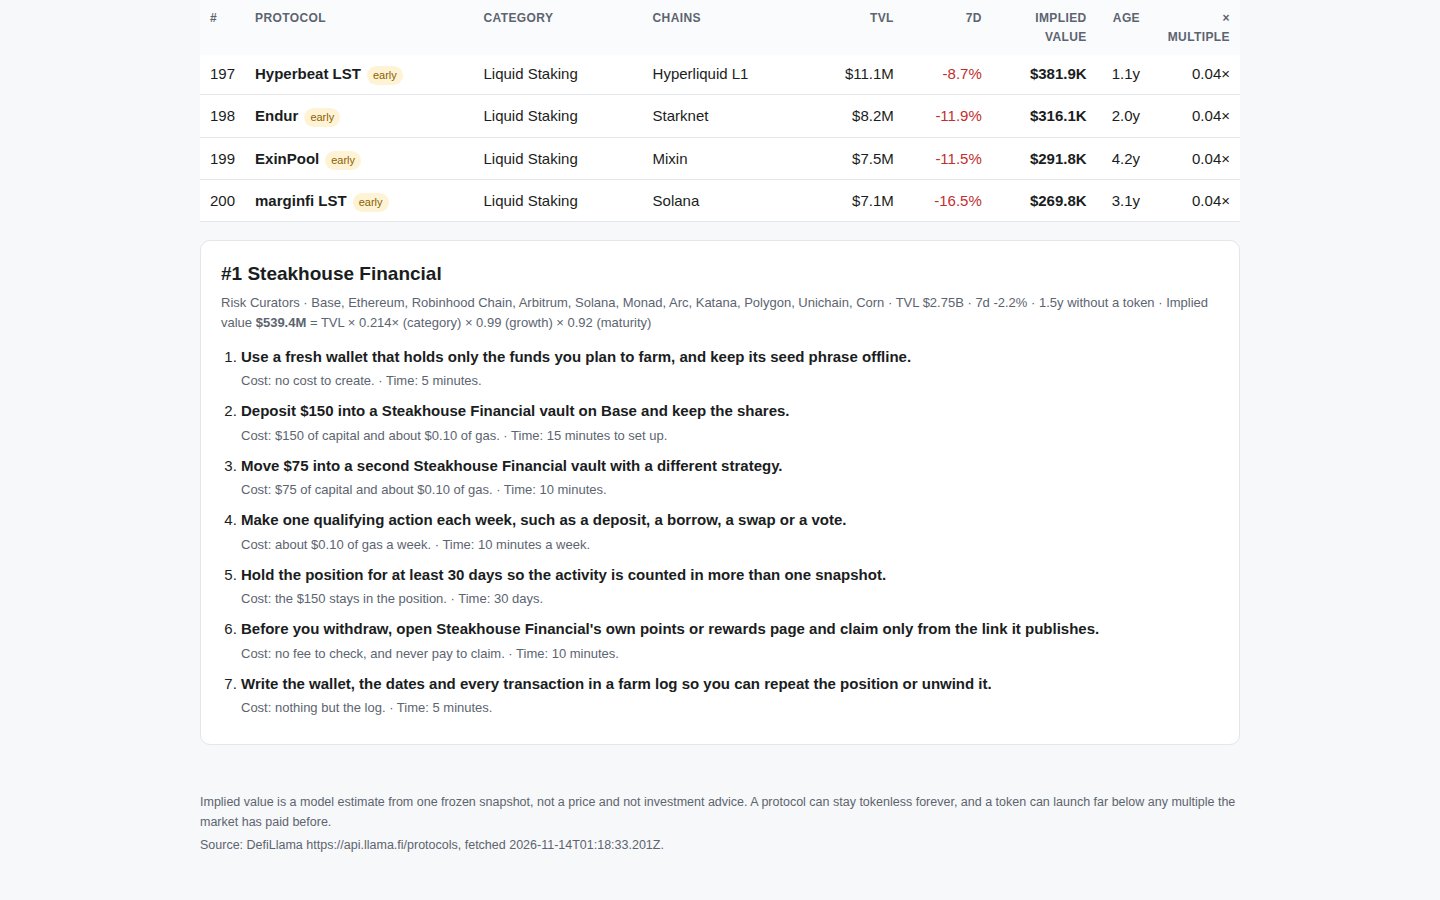 # PROTOCOL CATEGORY CHAINS TVL 7D IMPLIED VALUE AGE × MULTIPLE
197 Hyperbeat LST early Liquid Staking Hyperliquid L1 $11.1M -8.7% $381.9K 1.1y 0.04×
198 Endur early Liquid Staking Starknet $8.2M -11.9% $316.1K 2.0y 0.04×
199 ExinPool early Liquid Staking Mixin $7.5M -11.5% $291.8K 4.2y 0.04×
200 marginfi LST early Liquid Staking Solana $7.1M -16.5% $269.8K 3.1y 0.04×
#1 Steakhouse Financial
Risk Curators · Base, Ethereum, Robinhood Chain, Arbitrum, Solana, Monad, Arc, Katana, Polygon, Unichain, Corn · TVL $2.75B · 7d -2.2% · 1.5y without a token · Implied
value $539.4M = TVL × 0.214× (category) × 0.99 (growth) × 0.92 (maturity)
1. Use a fresh wallet that holds only the funds you plan to farm, and keep its seed phrase offline.
Cost: no cost to create. · Time: 5 minutes.
2. Deposit $150 into a Steakhouse Financial vault on Base and keep the shares.
Cost: $150 of capital and about $0.10 of gas. · Time: 15 minutes to set up.
3. Move $75 into a second Steakhouse Financial vault with a different strategy.
Cost: $75 of capital and about $0.10 of gas. · Time: 10 minutes.
4. Make one qualifying action each week, such as a deposit, a borrow, a swap or a vote.
Cost: about $0.10 of gas a week. · Time: 10 minutes a week.
5. Hold the position for at least 30 days so the activity is counted in more than one snapshot.
Cost: the $150 stays in the position. · Time: 30 days.
6. Before you withdraw, open Steakhouse Financial's own points or rewards page and claim only from the link it publishes.
Cost: no fee to check, and never pay to claim. · Time: 10 minutes.
7. Write the wallet, the dates and every transaction in a farm log so you can repeat the position or unwind it.
Cost: nothing but the log. · Time: 5 minutes.
Implied value is a model estimate from one frozen snapshot, not a price and not investment advice. A protocol can stay tokenless forever, and a token can launch far below any multiple the
market has paid before.
Source: DefiLlama https://api.llama.fi/protocols, fetched 2026-11-14T01:18:33.201Z.